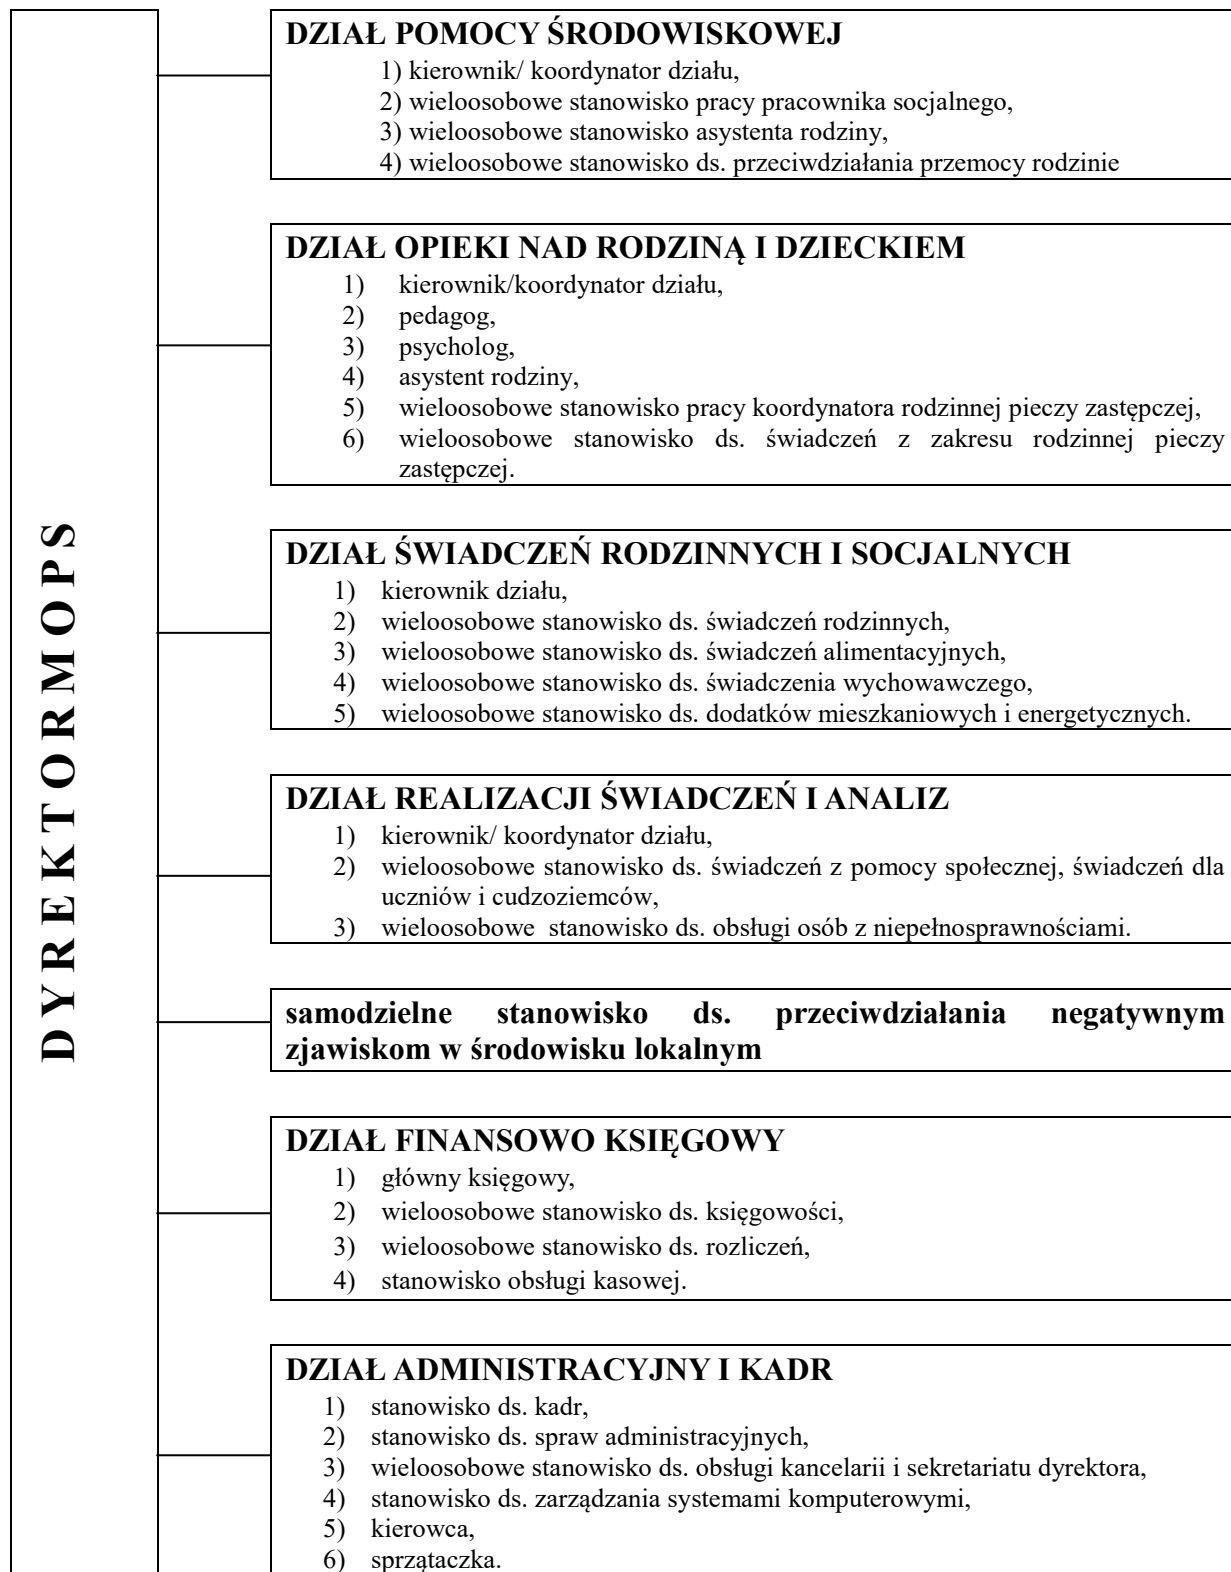 DYREKTORMOPS
DZIAŁ POMOCY ŚRODOWISKOWEJ
1) kierownik/ koordynator działu,
2) wieloosobowe stanowisko pracy pracownika socjalnego,
3) wieloosobowe stanowisko asystenta rodziny,
4) wieloosobowe stanowisko ds. przeciwdziałania przemocy rodzinie
DZIAŁ OPIEKI NAD RODZINĄ I DZIECKIEM
1) kierownik/koordynator działu,
2) pedagog,
3) psycholog,
4) asystent rodziny,
5) wieloosobowe stanowisko pracy koordynatora rodzinnej pieczy zastępczej,
6) wieloosobowe stanowisko ds. świadczeń z zakresu rodzinnej pieczy
zastępczej.
DZIAŁ ŚWIADCZEŃ RODZINNYCH I SOCJALNYCH
1) kierownik działu,
2) wieloosobowe stanowisko ds. świadczeń rodzinnych,
3) wieloosobowe stanowisko ds. świadczeń alimentacyjnych,
4) wieloosobowe stanowisko ds. świadczenia wychowawczego,
5) wieloosobowe stanowisko ds. dodatków mieszkaniowych i energetycznych.
DZIAŁ REALIZACJI ŚWIADCZEŃ I ANALIZ
1) kierownik/ koordynator działu,
2) wieloosobowe stanowisko ds. świadczeń z pomocy społecznej, świadczeń dla
uczniów i cudzoziemców,
3) wieloosobowe stanowisko ds. obsługi osób z niepełnosprawnościami.
samodzielne stanowisko ds. przeciwdziałania negatywnym
zjawiskom w środowisku lokalnym
DZIAŁ FINANSOWO KSIĘGOWY
1) główny księgowy,
2) wieloosobowe stanowisko ds. księgowości,
3) wieloosobowe stanowisko ds. rozliczeń,
4) stanowisko obsługi kasowej.
DZIAŁ ADMINISTRACYJNY I KADR
1) stanowisko ds. kadr,
2) stanowisko ds. spraw administracyjnych,
3) wieloosobowe stanowisko ds. obsługi kancelarii i sekretariatu dyrektora,
4) stanowisko ds. zarządzania systemami komputerowymi,
5) kierowca,
6) sprzątaczka.